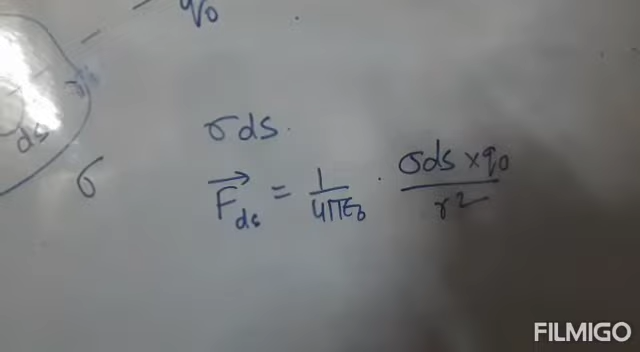 q₀
ds
σ
σds.
F⃗ds = 1/4πε₀ · σds × q₀/r²
FILMIGO